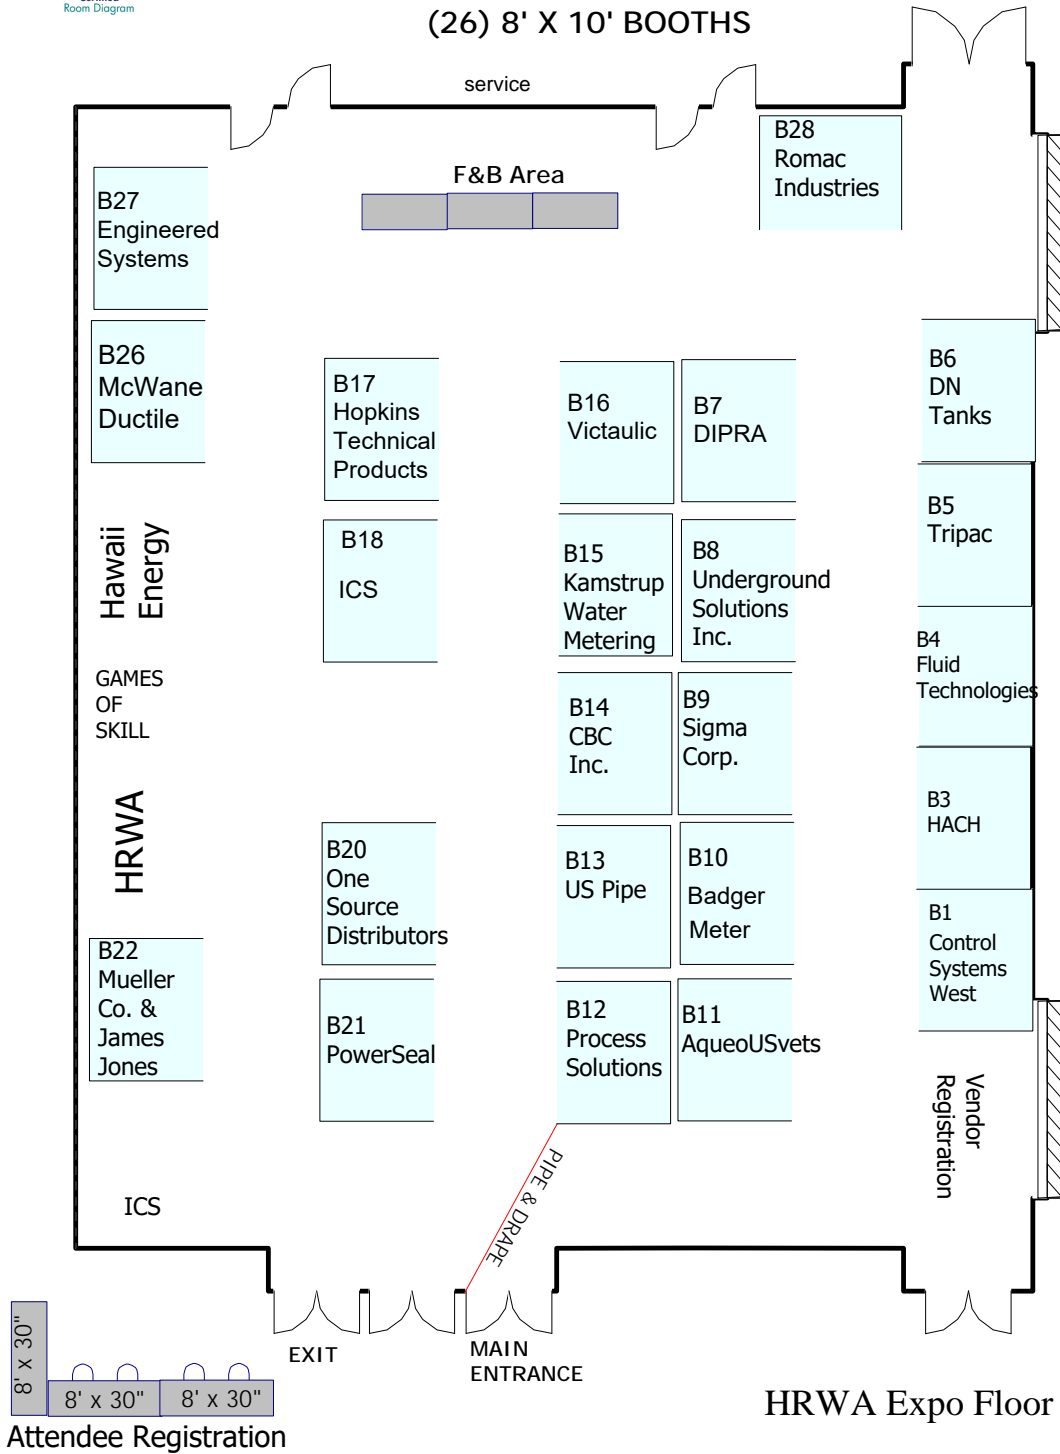 Room Diagram
(26) 8' X 10' BOOTHS
service
F&B Area
B28
Romac
Industries
B27
Engineered
Systems
B26
McWane
Ductile
B17
Hopkins
Technical
Products
B16
Victaulic
B7
DIPRA
B6
DN
Tanks
B5
Tripac
Hawaii
Energy
B18
ICS
B15
Kamstrup
Water
Metering
B8
Underground
Solutions
Inc.
B4
Fluid
Technologies
GAMES
OF
SKILL
B14
CBC
Inc.
B9
Sigma
Corp.
B3
HACH
HRWA
B20
One
Source
Distributors
B13
US Pipe
B10
Badger
Meter
B1
Control
Systems
West
B22
Mueller
Co. &
James
Jones
B21
PowerSeal
B12
Process
Solutions
B11
AqueoUSvets
Vendor
Registration
PIPE & DRAPE
ICS
EXIT
MAIN
ENTRANCE
8' x 30"
8' x 30"
8' x 30"
Attendee Registration
HRWA Expo Floor